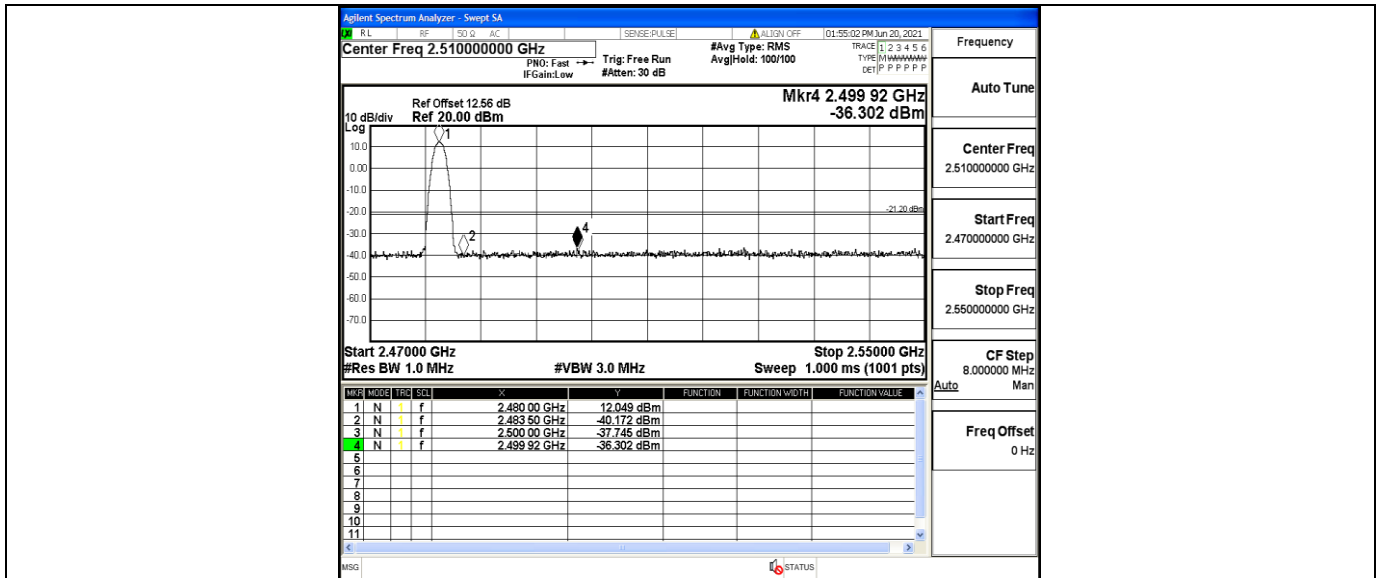 Agilent Spectrum Analyzer - Swept SA
LXI RL RF 50 Ω AC SENSE:PULSE ALIGN OFF 01:55:02 PM Jun 20, 2021
Center Freq 2.510000000 GHz
PNO: Fast
IFGain:Low
Trig: Free Run
#Atten: 30 dB
#Avg Type: RMS
Avg|Hold: 100/100
TRACE 1 2 3 4 5 6
TYPE M
DET P P P P P P
Mkr4 2.499 92 GHz
-36.302 dBm
Ref Offset 12.56 dB
10 dB/div Ref 20.00 dBm
Log
10.0
0.00
-10.0
-20.0
-30.0
-40.0
-50.0
-60.0
-70.0
1
2
4
-21.20 dBm
Start 2.47000 GHz Stop 2.55000 GHz
#Res BW 1.0 MHz #VBW 3.0 MHz Sweep 1.000 ms (1001 pts)
MKR MODE TRC SCL X Y FUNCTION FUNCTION WIDTH FUNCTION VALUE
1 N 1 f 2.480 00 GHz 12.049 dBm
2 N 1 f 2.483 50 GHz -40.172 dBm
3 N 1 f 2.500 00 GHz -37.745 dBm
4 N 1 f 2.499 92 GHz -36.302 dBm
5
6
7
8
9
10
11
MSG STATUS
Frequency
Auto Tune
Center Freq
2.510000000 GHz
Start Freq
2.470000000 GHz
Stop Freq
2.550000000 GHz
CF Step
8.000000 MHz
Auto Man
Freq Offset
0 Hz